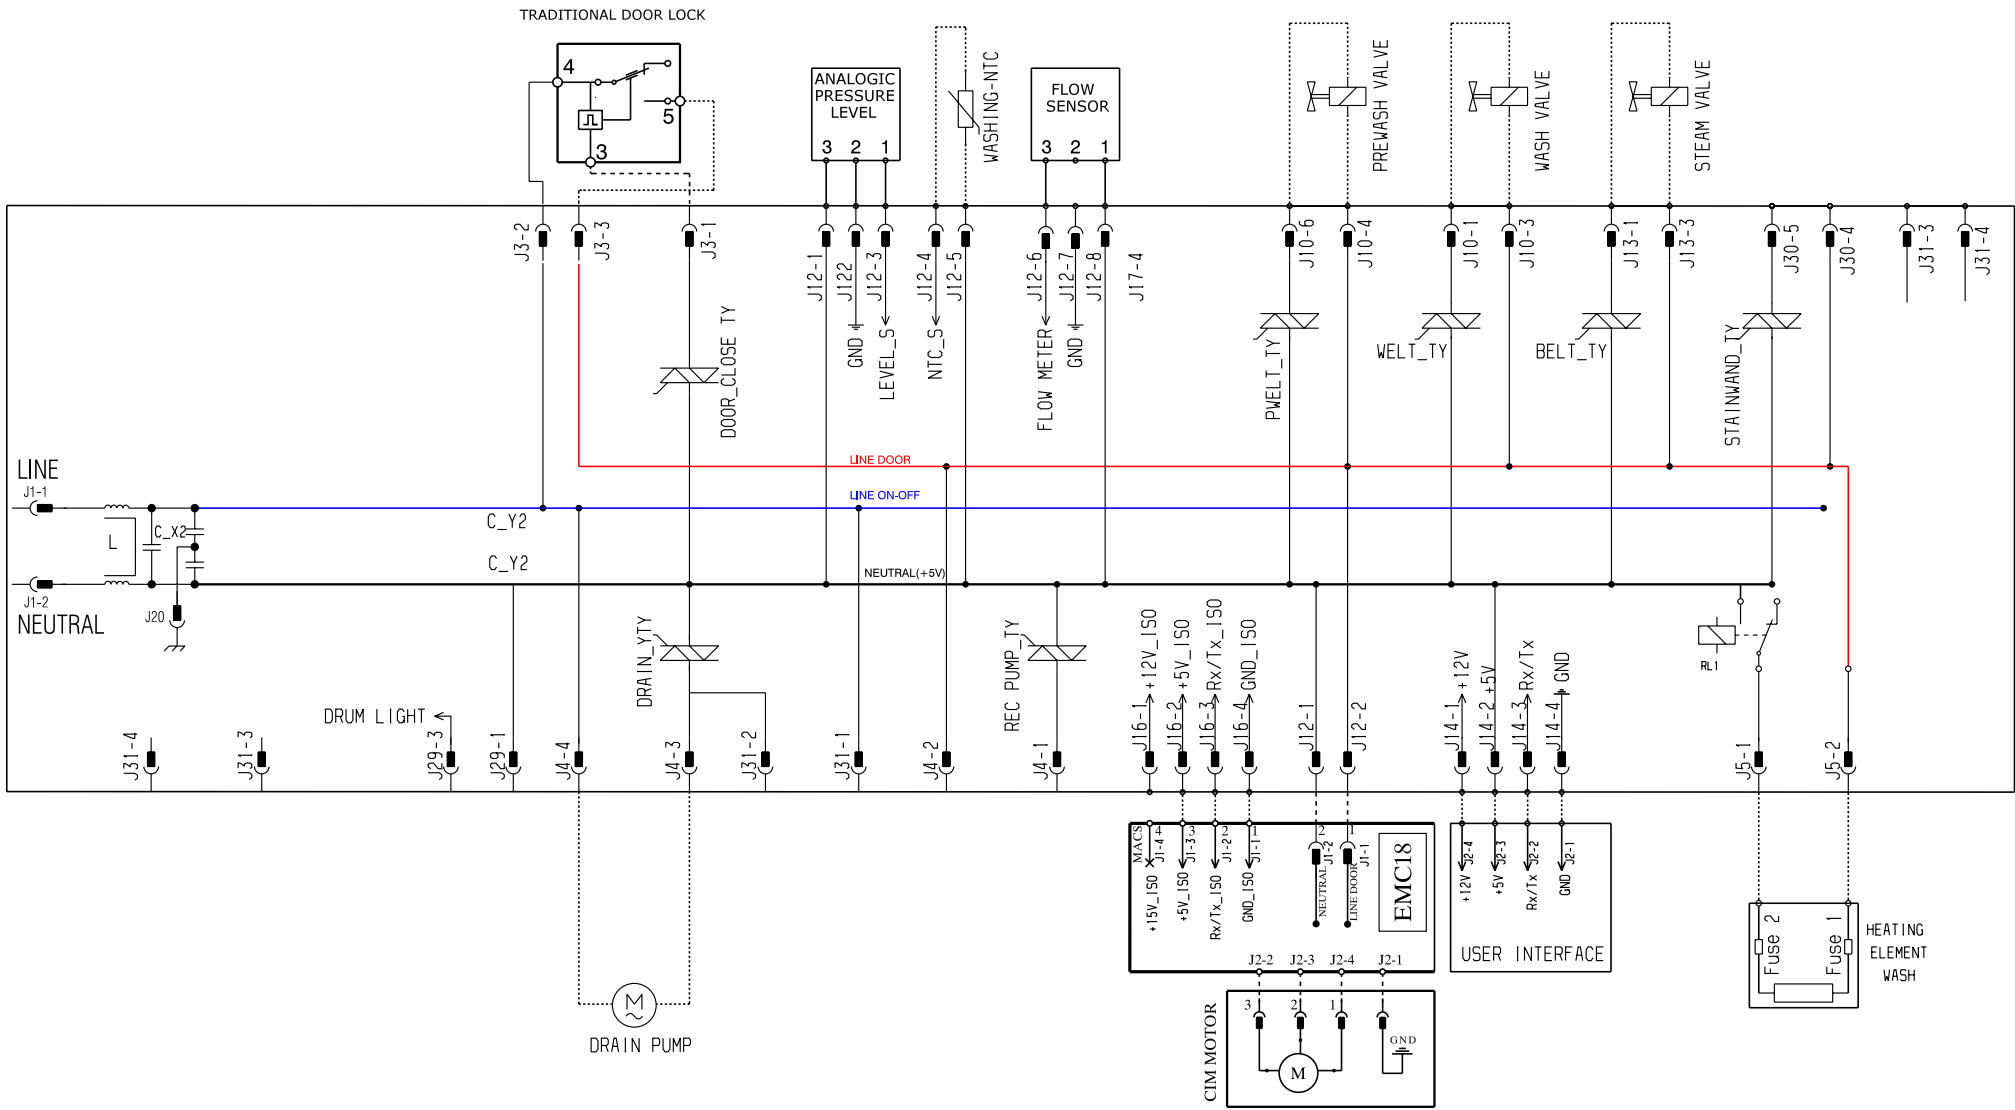 TRADITIONAL DOOR LOCK
4
5
3
ANALOGIC
PRESSURE
LEVEL
3 2 1
WASHING-NTC
FLOW
SENSOR
3 2 1
PREWASH VALVE
WASH VALVE
STEAM VALVE
J3-2
J3-3
J3-1
J12-1
J122
J12-3
J12-4
J12-5
J12-6
J12-7
J12-8
J17-4
J10-6
J10-4
J10-1
J10-3
J13-1
J13-3
J30-5
J30-4
J31-3
J31-4
DOOR_CLOSE TY
GND
LEVEL_S
NTC_S
FLOW METER
GND
PWELT_TY
WELT_TY
BELT_TY
STAINWAND_TY
LINE DOOR
LINE ON-OFF
NEUTRAL(+5V)
LINE
J1-1
L
C_X2
C_Y2
C_Y2
J1-2
NEUTRAL
J20
DRAIN_YTY
REC PUMP_TY
+12V_ISO
+5V_ISO
Rx/Tx_ISO
GND_ISO
+12V
+5V
Rx/Tx
GND
RL1
DRUM LIGHT
J31-4
J31-3
J29-3
J29-1
J4-4
J4-3
J31-2
J31-1
J4-2
J4-1
J16-1
J16-2
J16-3
J16-4
J12-1
J12-2
J14-1
J14-2
J14-3
J14-4
J5-1
J5-2
MACS
4 3 2 1 2 1
J1-4
J1-3
J1-2
J1-1
J1-2
J1-1
+15V_ISO
+5V_ISO
Rx/Tx_ISO
GND_ISO
NEUTRAL
LINE DOOR
EMC18
J2-4
J2-3
J2-2
J2-1
+12V
+5V
Rx/Tx
GND
USER INTERFACE
J2-2 J2-3 J2-4 J2-1
3 2 1
GND
M
CIM MOTOR
M
DRAIN PUMP
Fuse 2
Fuse 1
HEATING
ELEMENT
WASH